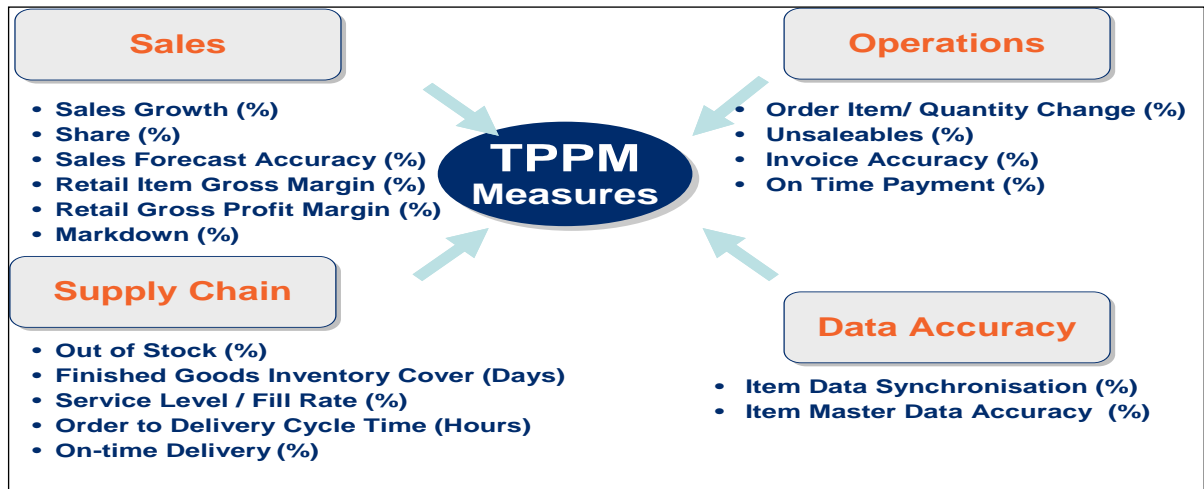 Sales
• Sales Growth (%)
• Share (%)
• Sales Forecast Accuracy (%)
• Retail Item Gross Margin (%)
• Retail Gross Profit Margin (%)
• Markdown (%)
Operations
• Order Item/ Quantity Change (%)
• Unsaleables (%)
• Invoice Accuracy (%)
• On Time Payment (%)
TPPM
Measures
Supply Chain
• Out of Stock (%)
• Finished Goods Inventory Cover (Days)
• Service Level / Fill Rate (%)
• Order to Delivery Cycle Time (Hours)
• On-time Delivery (%)
Data Accuracy
• Item Data Synchronisation (%)
• Item Master Data Accuracy (%)